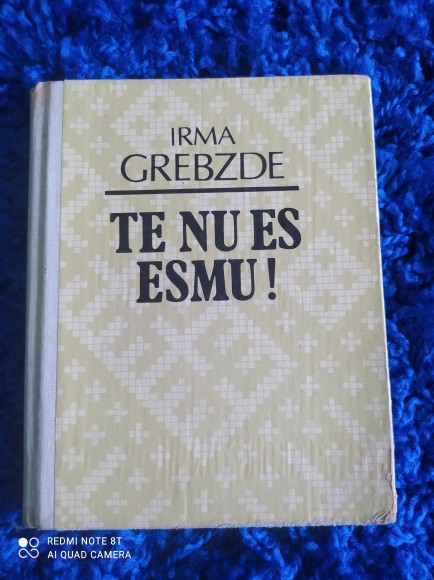 IRMA
GREBZDE
TE NU ES
ESMU!
REDMI NOTE 8T
AI QUAD CAMERA